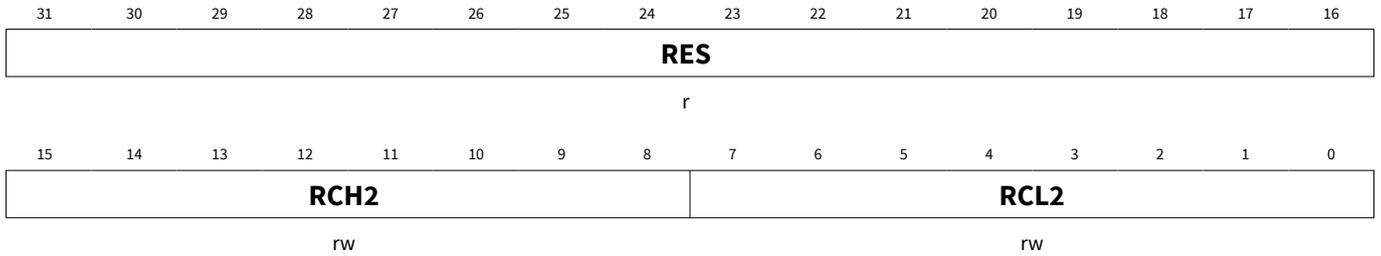 31 30 29 28 27 26 25 24 23 22 21 20 19 18 17 16
RES
r
15 14 13 12 11 10 9 8 7 6 5 4 3 2 1 0
RCH2 RCL2
rw rw